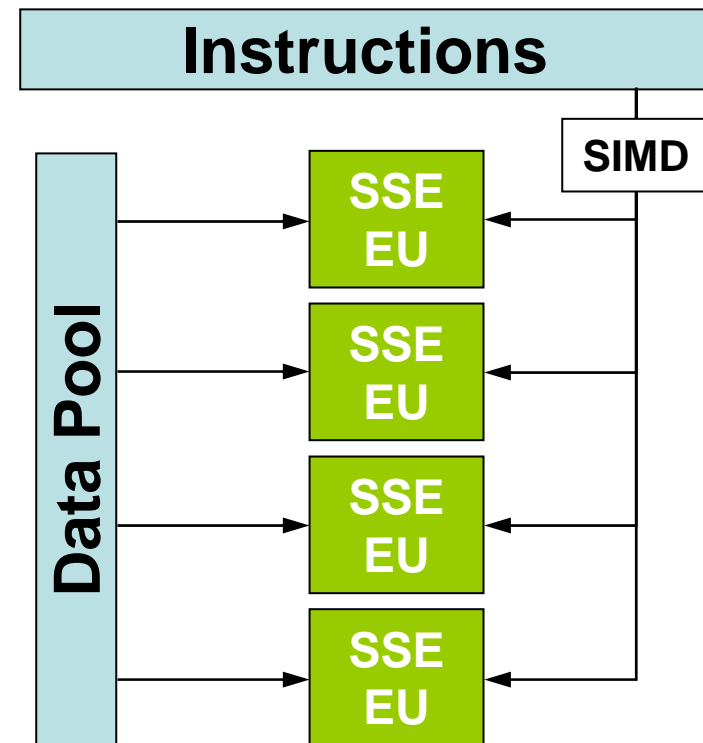 Instructions
SIMD
Data Pool
SSE
EU
SSE
EU
SSE
EU
SSE
EU